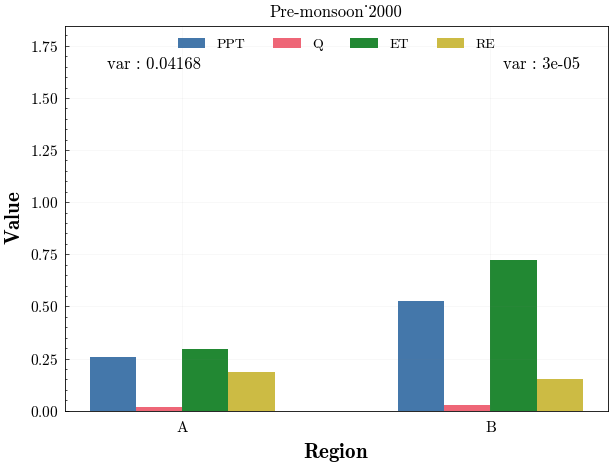 Pre-monsoon˙2000
PPT Q ET RE
var : 0.04168
var : 3e-05
1.75
1.50
1.25
1.00
0.75
0.50
0.25
0.00
Value
A B
Region